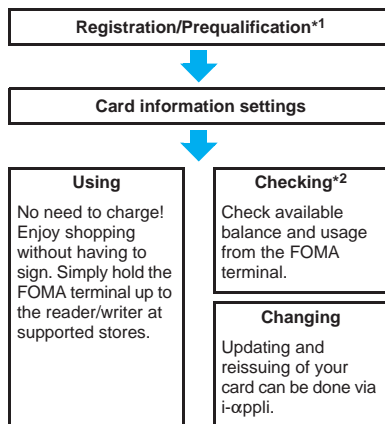 Registration/Prequalification*1
Card information settings
Using
No need to charge!
Enjoy shopping
without having to
sign. Simply hold the
FOMA terminal up to
the reader/writer at
supported stores.
Checking*2
Check available
balance and usage
from the FOMA
terminal.
Changing
Updating and
reissuing of your
card can be done via
i-αppli.